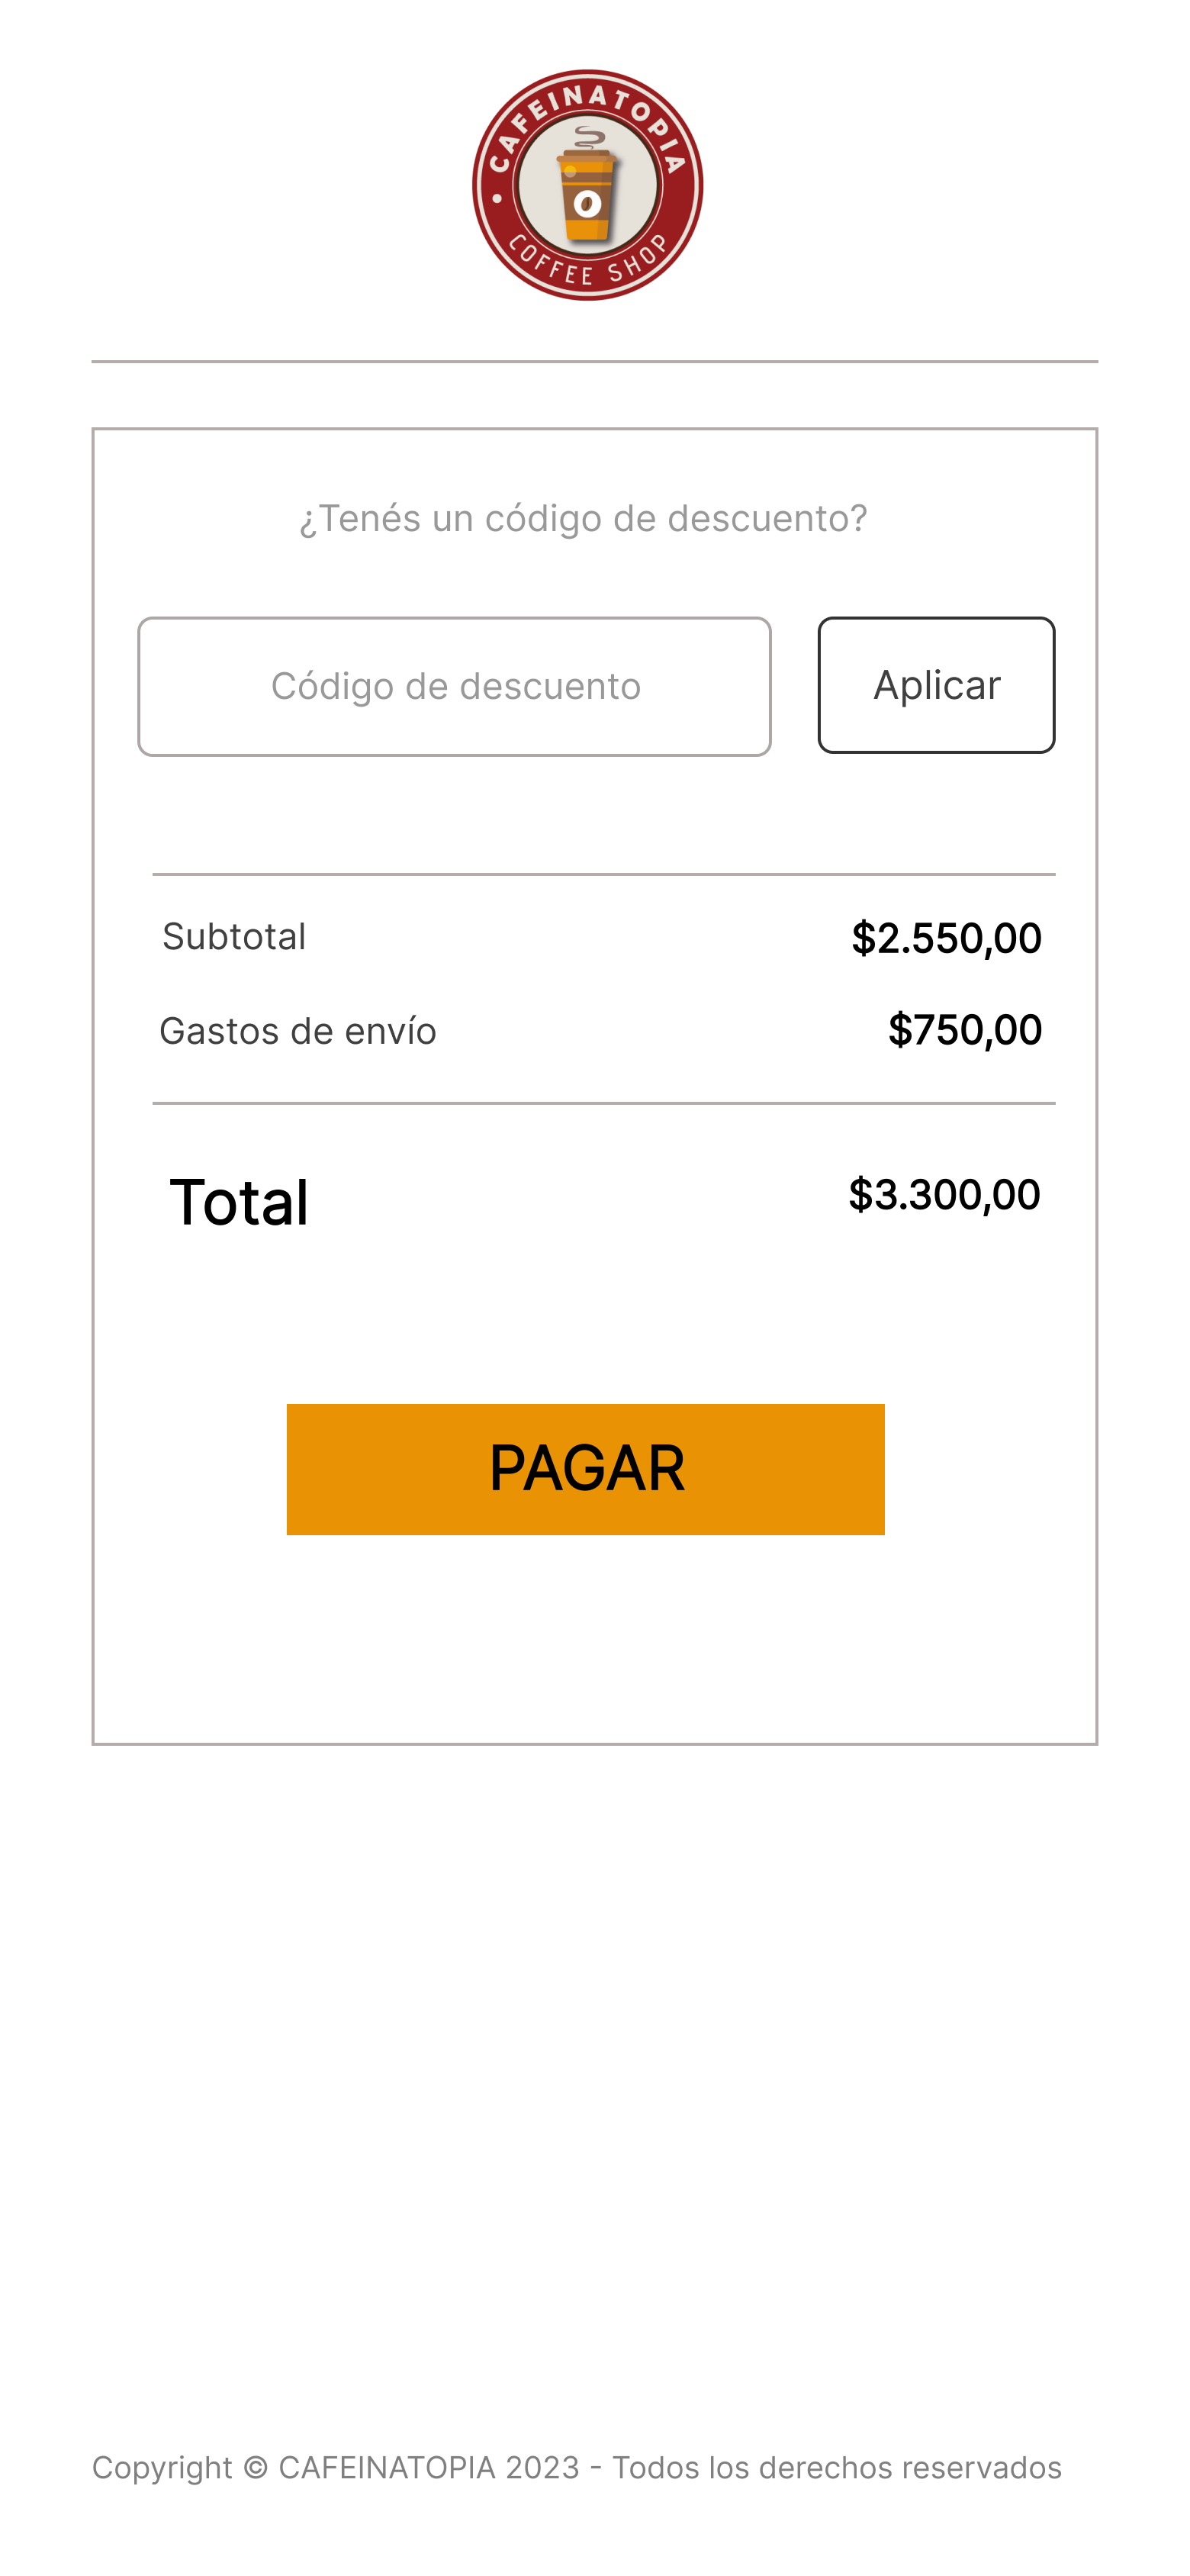 CAFEINATOPIA
COFFEE SHOP
¿Tenés un código de descuento?
Código de descuento
Aplicar
Subtotal
$2.550,00
Gastos de envío
$750,00
Total
$3.300,00
PAGAR
Copyright © CAFEINATOPIA 2023 - Todos los derechos reservados